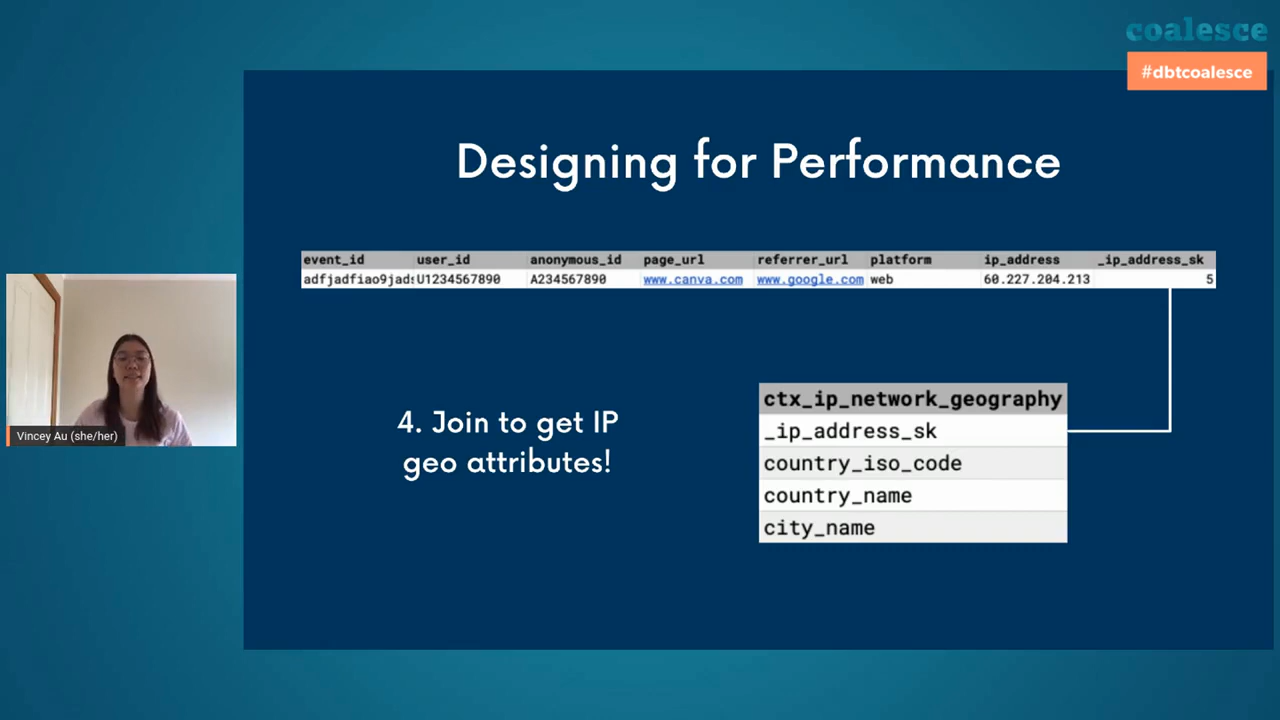 coalesce
#dbtcoalesce
Designing for Performance
event_id user_id anonymous_id page_url referrer_url platform ip_address _ip_address_sk
adfjadfiao9jads U1234567890 A234567890 www.canva.com www.google.com web 60.227.204.213 5
4. Join to get IP
geo attributes!
ctx_ip_network_geography
_ip_address_sk
country_iso_code
country_name
city_name
Vincey Au (she/her)